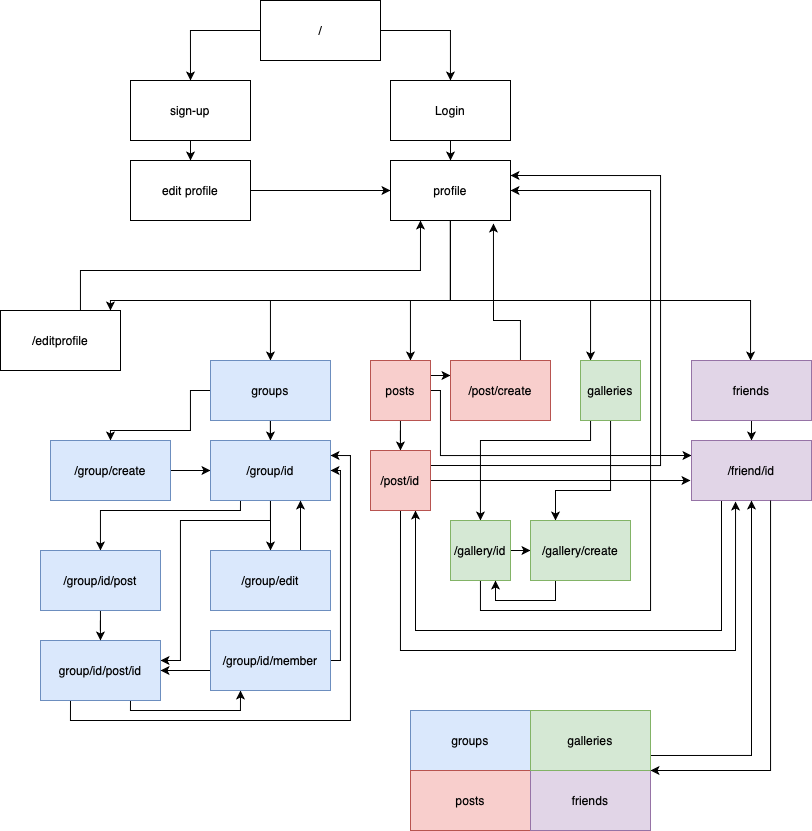 /
sign-up
Login
edit profile
profile
/editprofile
groups
posts
/post/create
galleries
friends
/group/create
/group/id
/post/id
/friend/id
/gallery/id
/gallery/create
/group/id/post
/group/edit
group/id/post/id
/group/id/member
groups
galleries
posts
friends